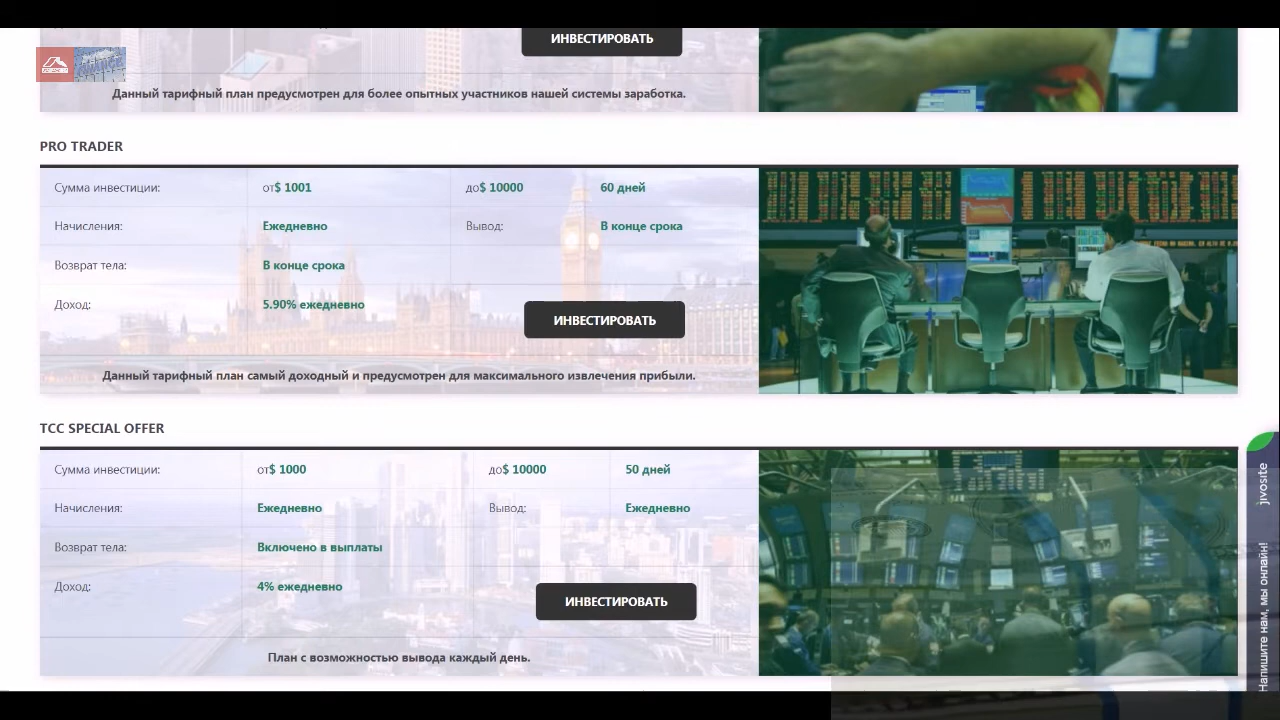 ИНВЕСТИРОВАТЬ
Данный тарифный план предусмотрен для более опытных участников нашей системы заработка.
PRO TRADER
Сумма инвестиции: от$ 1001 до$ 10000 60 дней
Начисления: Ежедневно Вывод: В конце срока
Возврат тела: В конце срока
Доход: 5.90% ежедневно
ИНВЕСТИРОВАТЬ
Данный тарифный план самый доходный и предусмотрен для максимального извлечения прибыли.
TCC SPECIAL OFFER
Сумма инвестиции: от$ 1000 до$ 10000 50 дней
Начисления: Ежедневно Вывод: Ежедневно
Возврат тела: Включено в выплаты
Доход: 4% ежедневно
ИНВЕСТИРОВАТЬ
План с возможностью вывода каждый день.
Напишите нам, мы онлайн!
jivosite